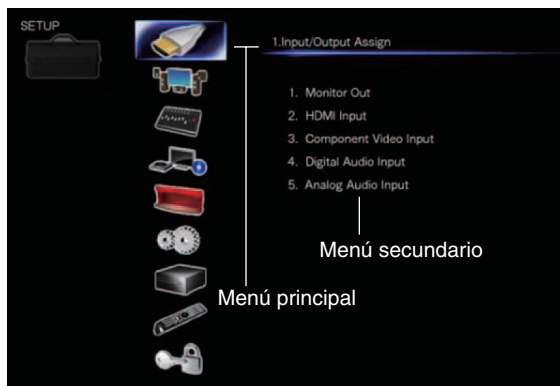 SETUP
1.Input/Output Assign
1. Monitor Out
2. HDMI Input
3. Component Video Input
4. Digital Audio Input
5. Analog Audio Input
Menú secundario
Menú principal